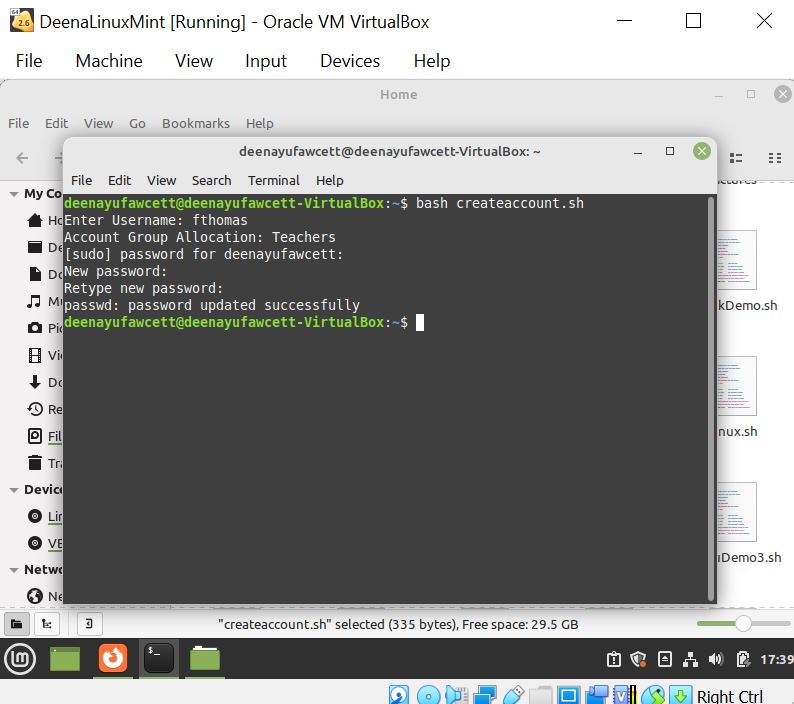 DeenaLinuxMint [Running] - Oracle VM VirtualBox
File Machine View Input Devices Help
Home
File Edit View Go Bookmarks Help
deenayufawcett@deenayufawcett-VirtualBox: ~
File Edit View Search Terminal Help
deenayufawcett@deenayufawcett-VirtualBox:~$ bash createaccount.sh
Enter Username: fthomas
Account Group Allocation: Teachers
[sudo] password for deenayufawcett:
New password:
Retype new password:
passwd: password updated successfully
deenayufawcett@deenayufawcett-VirtualBox:~$
My Co
Ho
De
Do
Mu
Pic
Vi
Do
Re
Fil
Tra
Device
Lin
VB
Netwo
Ne
kDemo.sh
nux.sh
uDemo3.sh
"createaccount.sh" selected (335 bytes), Free space: 29.5 GB
17:39
Right Ctrl